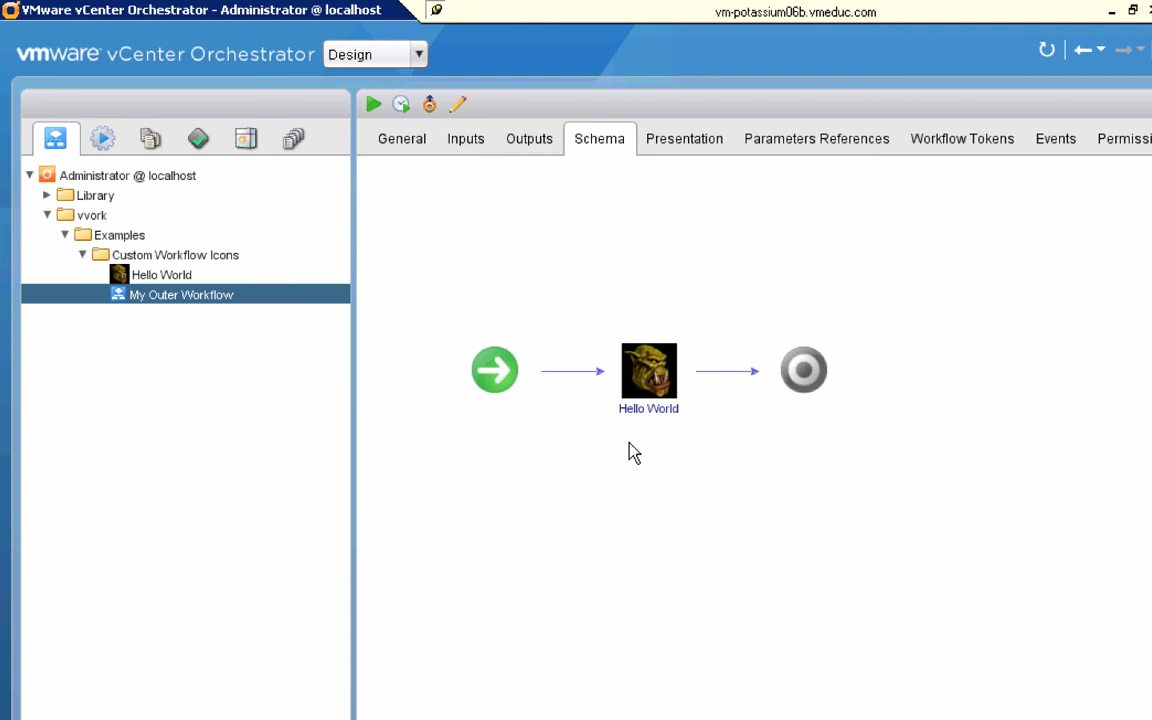 VMware vCenter Orchestrator - Administrator @ localhost
vm-potassium06b.vmeduc.com
vmware vCenter Orchestrator
Design
General Inputs Outputs Schema Presentation Parameters References Workflow Tokens Events Permissi
Administrator @ localhost
Library
vvork
Examples
Custom Workflow Icons
Hello World
My Outer Workflow
Hello World